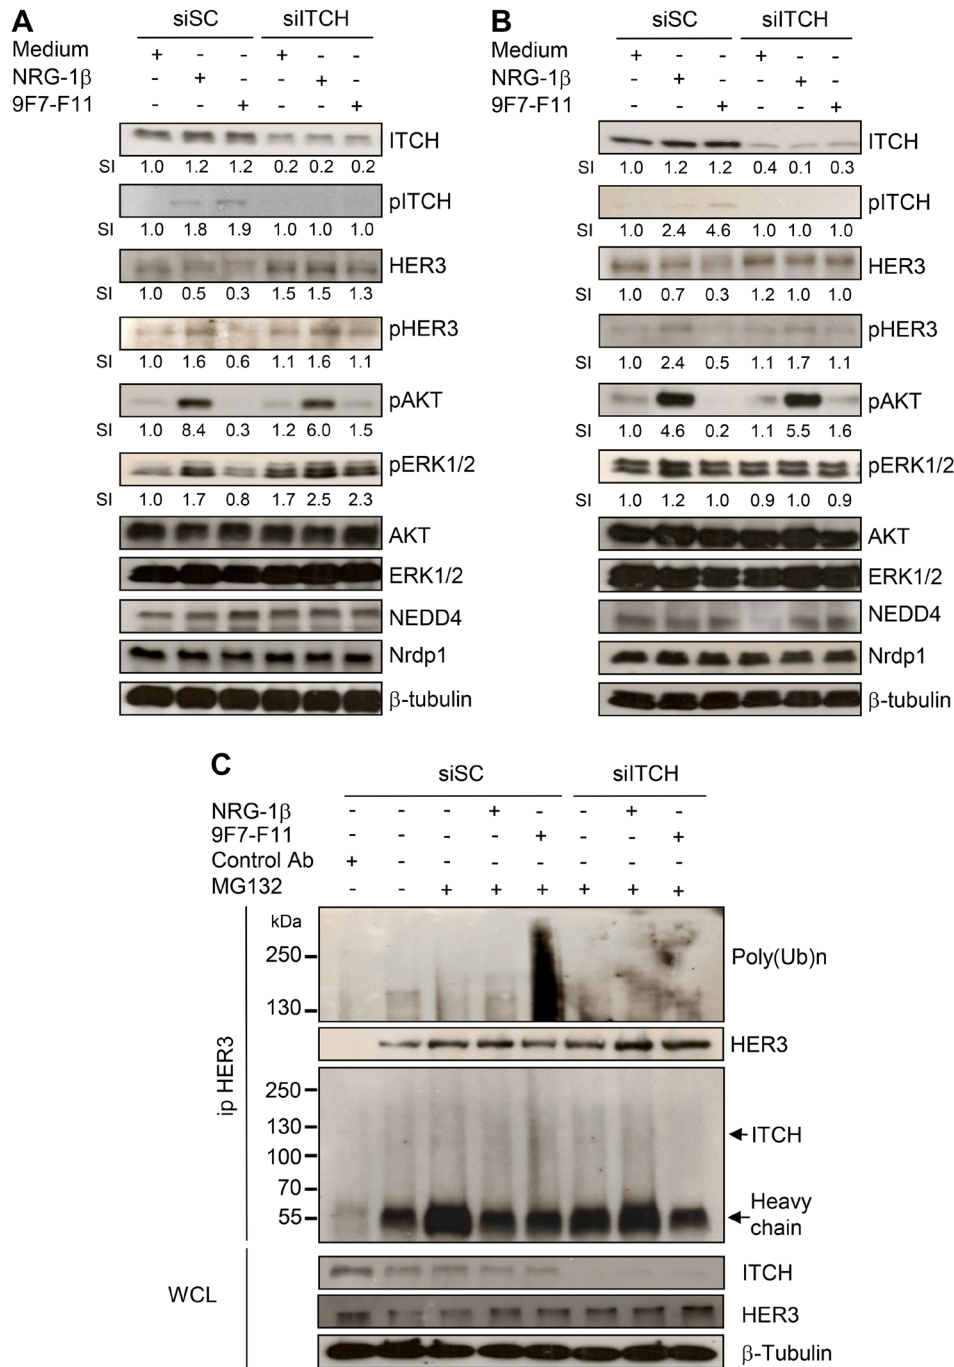 A
siSC siITCH
Medium + - - + - -
NRG-1β - + - - + -
9F7-F11 - - + - - +
ITCH
SI 1.0 1.2 1.2 0.2 0.2 0.2
pITCH
SI 1.0 1.8 1.9 1.0 1.0 1.0
HER3
SI 1.0 0.5 0.3 1.5 1.5 1.3
pHER3
SI 1.0 1.6 0.6 1.1 1.6 1.1
pAKT
SI 1.0 8.4 0.3 1.2 6.0 1.5
pERK1/2
SI 1.0 1.7 0.8 1.7 2.5 2.3
AKT
ERK1/2
NEDD4
Nrdp1
β-tubulin
B
siSC siITCH
Medium + - - + - -
NRG-1β - + - - + -
9F7-F11 - - + - - +
ITCH
SI 1.0 1.2 1.2 0.4 0.1 0.3
pITCH
SI 1.0 2.4 4.6 1.0 1.0 1.0
HER3
SI 1.0 0.7 0.3 1.2 1.0 1.0
pHER3
SI 1.0 2.4 0.5 1.1 1.7 1.1
pAKT
SI 1.0 4.6 0.2 1.1 5.5 1.6
pERK1/2
SI 1.0 1.2 1.0 0.9 1.0 0.9
AKT
ERK1/2
NEDD4
Nrdp1
β-tubulin
C
siSC siITCH
NRG-1β - - - + - - + -
9F7-F11 - - - - + - - +
Control Ab + - - - - - - -
MG132 - - + + + + + +
ip HER3
kDa
250
130
Poly(Ub)n
HER3
250
130
100
70
55
ITCH
Heavy
chain
WCL
ITCH
HER3
β-Tubulin